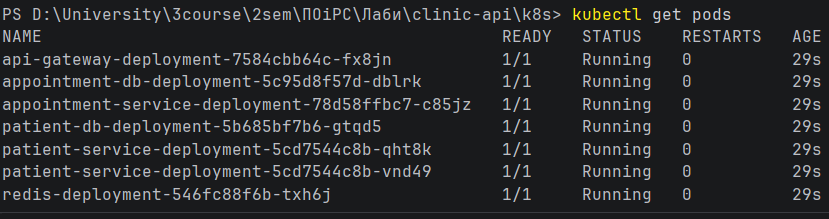 PS D:\University\3course\2sem\ПОіРС\Лаби\clinic-api\k8s> kubectl get pods
NAME READY STATUS RESTARTS AGE
api-gateway-deployment-7584cbb64c-fx8jn 1/1 Running 0 29s
appointment-db-deployment-5c95d8f57d-dblrk 1/1 Running 0 29s
appointment-service-deployment-78d58ffbc7-c85jz 1/1 Running 0 29s
patient-db-deployment-5b685bf7b6-gtqd5 1/1 Running 0 29s
patient-service-deployment-5cd7544c8b-qht8k 1/1 Running 0 29s
patient-service-deployment-5cd7544c8b-vnd49 1/1 Running 0 29s
redis-deployment-546fc88f6b-txh6j 1/1 Running 0 29s